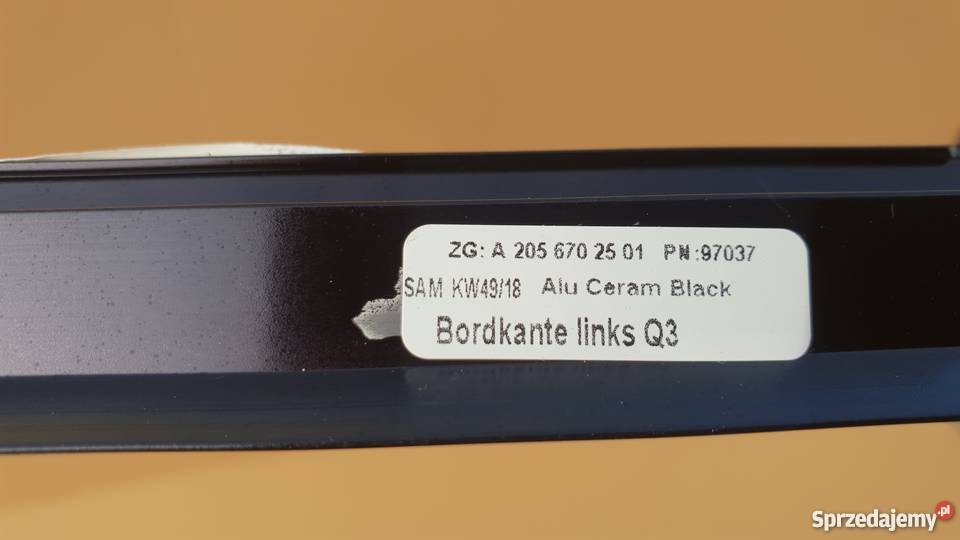 ZG: A 205 670 25 01 PN:97037
SAM KW49/18 Alu Ceram Black
Bordkante links Q3
Sprzedajemy.pl